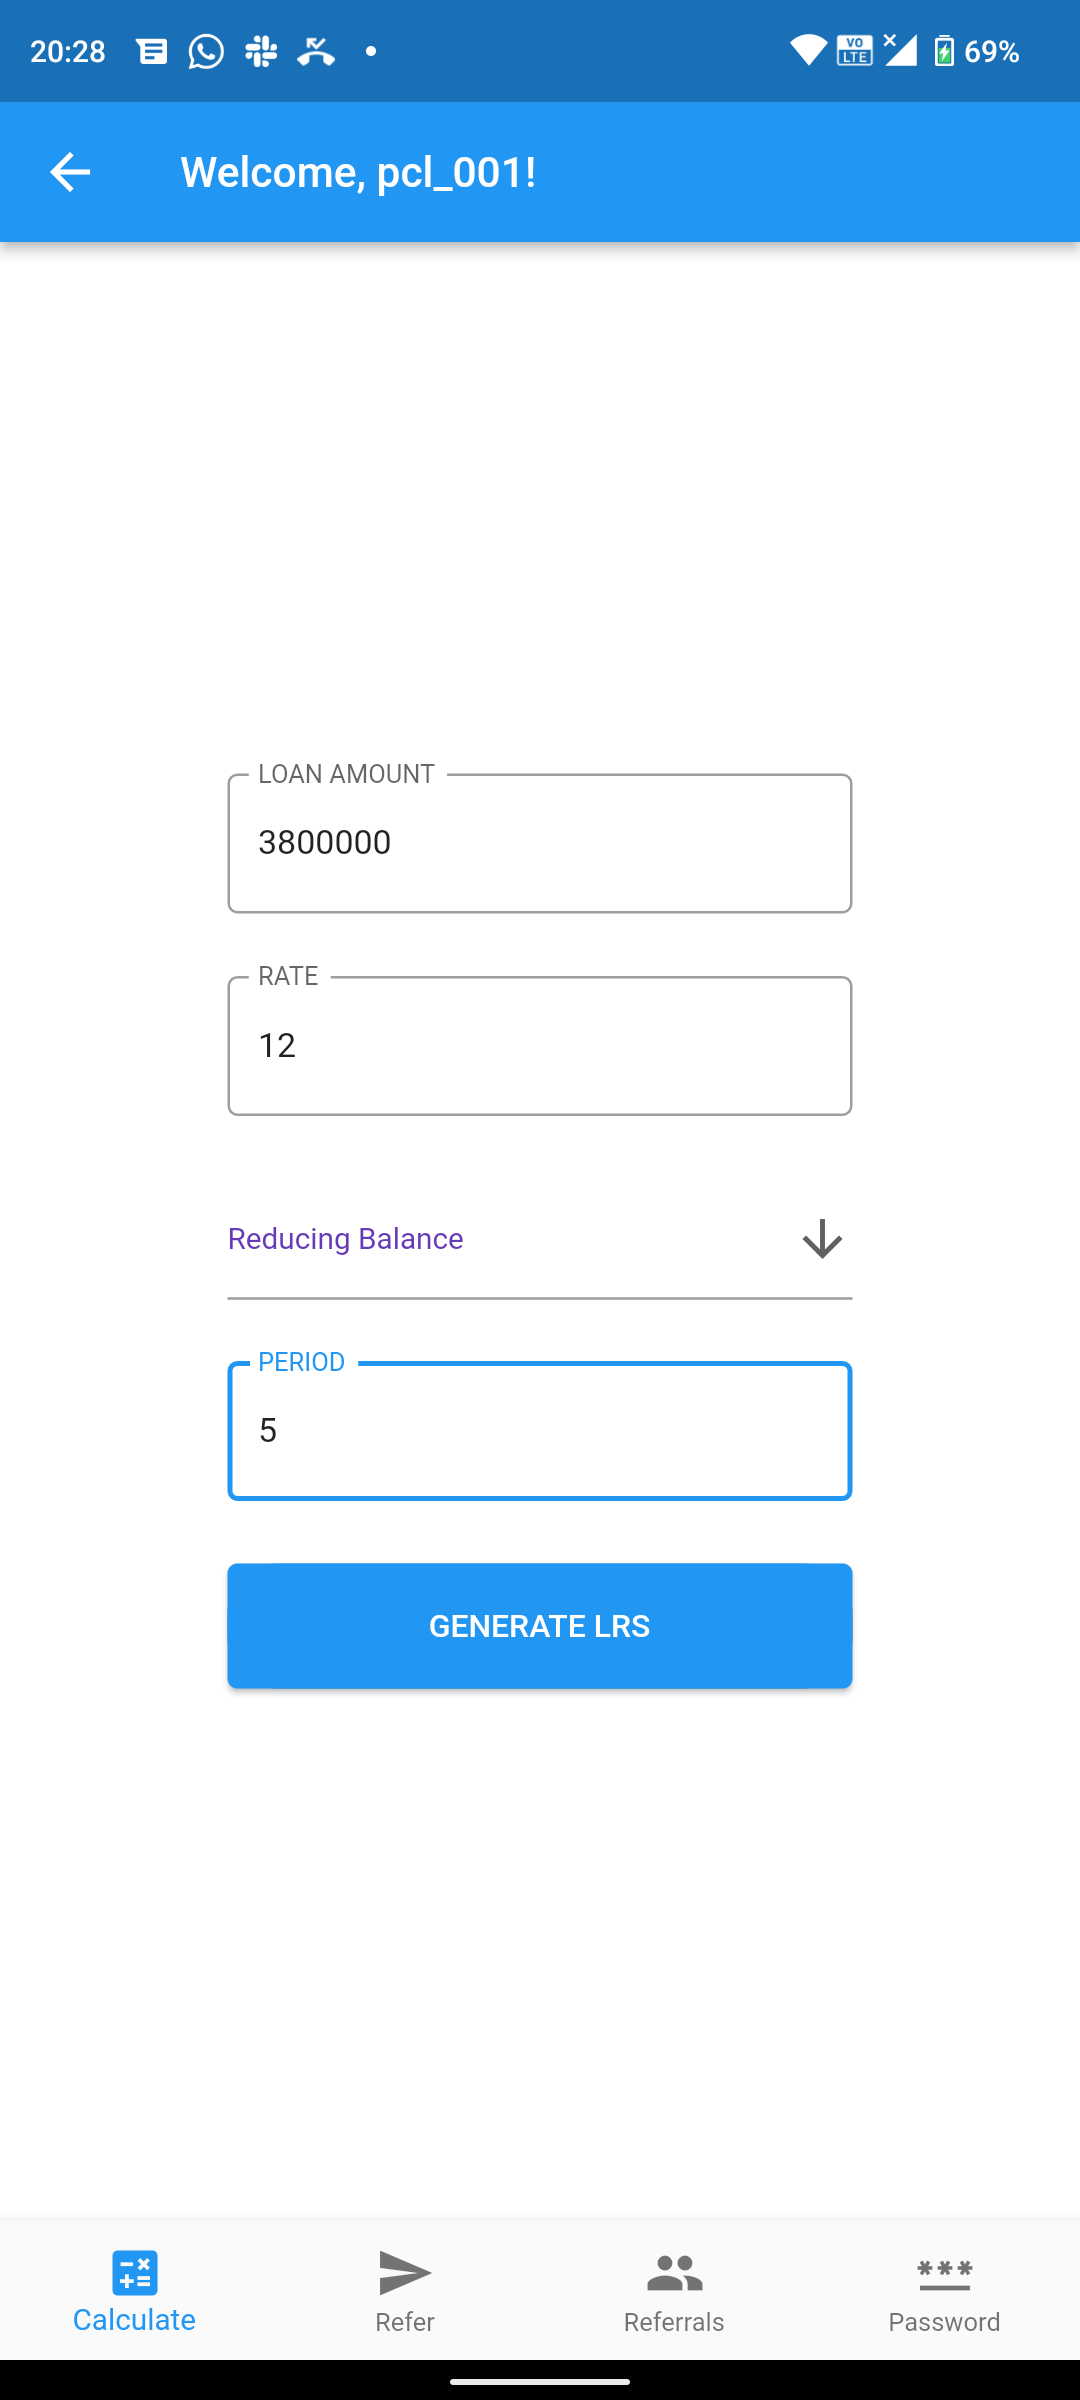 20:28
VO
LTE
69%
Welcome, pcl_001!
LOAN AMOUNT
3800000
RATE
12
Reducing Balance
PERIOD
5
GENERATE LRS
Calculate
Refer
Referrals
Password